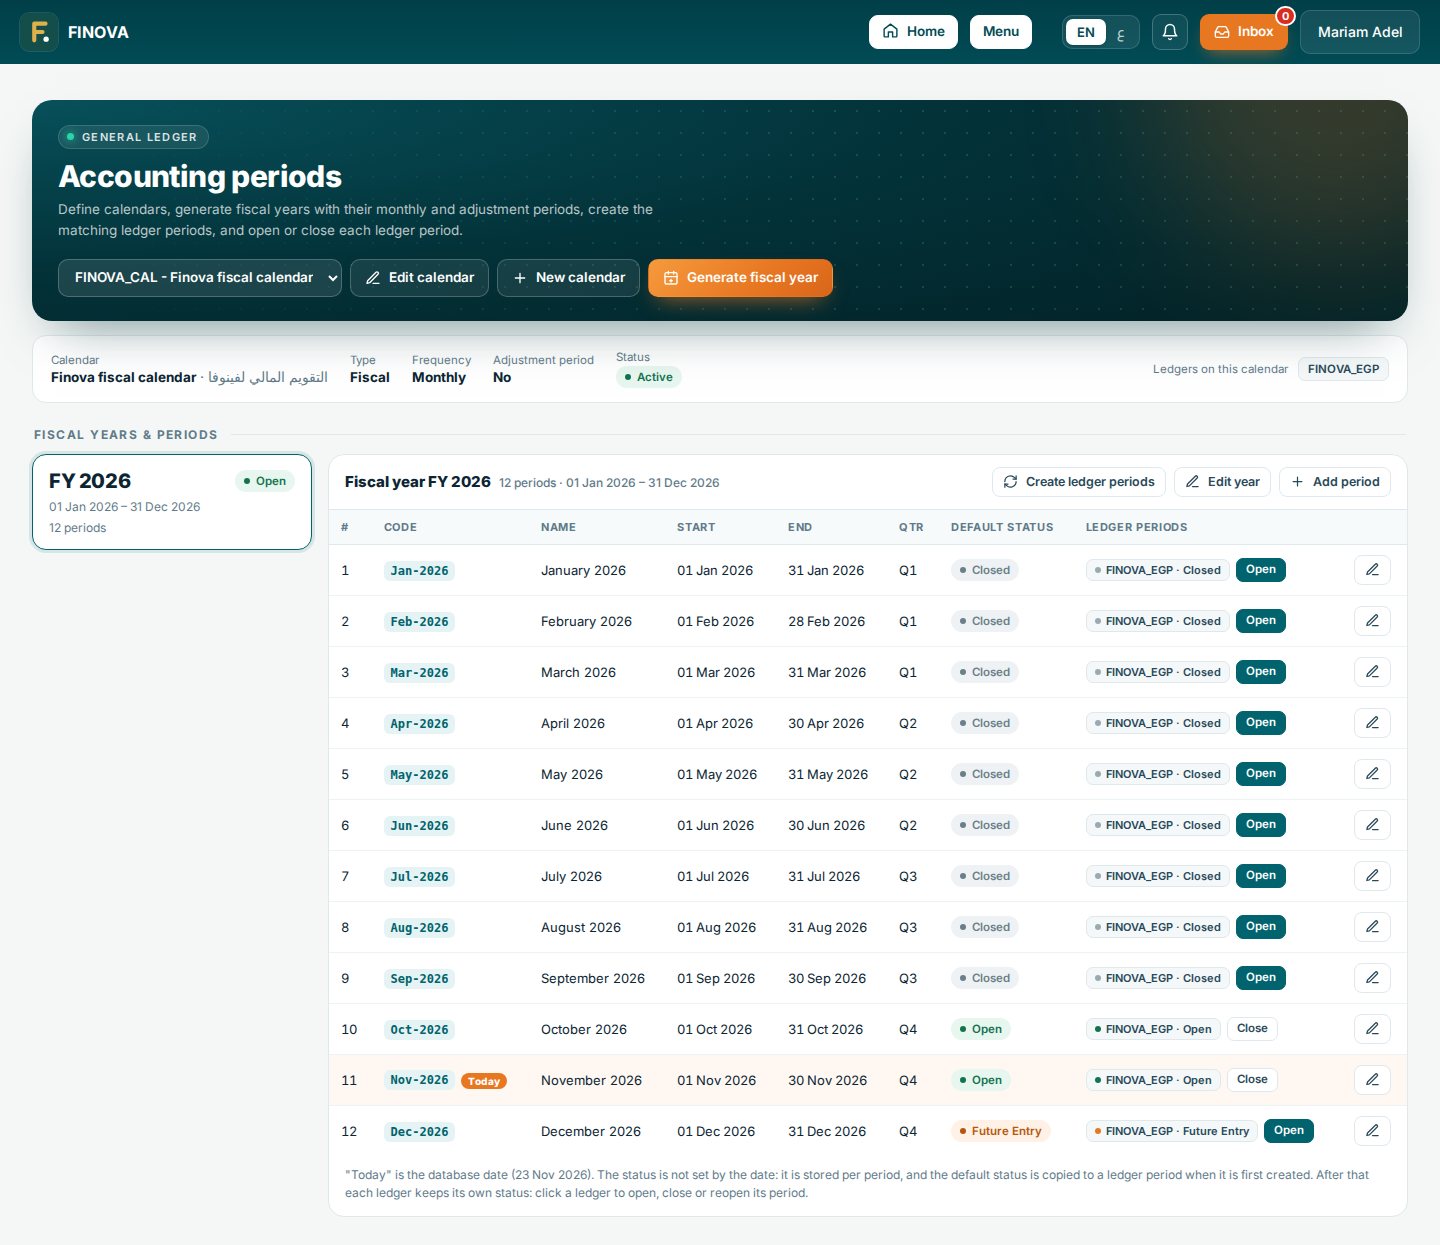 FINOVA
Home
Menu
EN
ع
Inbox
0
Mariam Adel
GENERAL LEDGER
Accounting periods
Define calendars, generate fiscal years with their monthly and adjustment periods, create the
matching ledger periods, and open or close each ledger period.
FINOVA_CAL - Finova fiscal calendar
Edit calendar
New calendar
Generate fiscal year
Calendar
Finova fiscal calendar · التقويم المالي لفينوفا
Type
Fiscal
Frequency
Monthly
Adjustment period
No
Status
Active
Ledgers on this calendar FINOVA_EGP
FISCAL YEARS & PERIODS
FY 2026 Open
01 Jan 2026 – 31 Dec 2026
12 periods
Fiscal year FY 2026 12 periods · 01 Jan 2026 – 31 Dec 2026
Create ledger periods
Edit year
Add period
# CODE NAME START END QTR DEFAULT STATUS LEDGER PERIODS
1 Jan-2026 January 2026 01 Jan 2026 31 Jan 2026 Q1 Closed FINOVA_EGP · Closed Open
2 Feb-2026 February 2026 01 Feb 2026 28 Feb 2026 Q1 Closed FINOVA_EGP · Closed Open
3 Mar-2026 March 2026 01 Mar 2026 31 Mar 2026 Q1 Closed FINOVA_EGP · Closed Open
4 Apr-2026 April 2026 01 Apr 2026 30 Apr 2026 Q2 Closed FINOVA_EGP · Closed Open
5 May-2026 May 2026 01 May 2026 31 May 2026 Q2 Closed FINOVA_EGP · Closed Open
6 Jun-2026 June 2026 01 Jun 2026 30 Jun 2026 Q2 Closed FINOVA_EGP · Closed Open
7 Jul-2026 July 2026 01 Jul 2026 31 Jul 2026 Q3 Closed FINOVA_EGP · Closed Open
8 Aug-2026 August 2026 01 Aug 2026 31 Aug 2026 Q3 Closed FINOVA_EGP · Closed Open
9 Sep-2026 September 2026 01 Sep 2026 30 Sep 2026 Q3 Closed FINOVA_EGP · Closed Open
10 Oct-2026 October 2026 01 Oct 2026 31 Oct 2026 Q4 Open FINOVA_EGP · Open Close
11 Nov-2026 Today November 2026 01 Nov 2026 30 Nov 2026 Q4 Open FINOVA_EGP · Open Close
12 Dec-2026 December 2026 01 Dec 2026 31 Dec 2026 Q4 Future Entry FINOVA_EGP · Future Entry Open
"Today" is the database date (23 Nov 2026). The status is not set by the date: it is stored per period, and the default status is copied to a ledger period when it is first created. After that
each ledger keeps its own status: click a ledger to open, close or reopen its period.